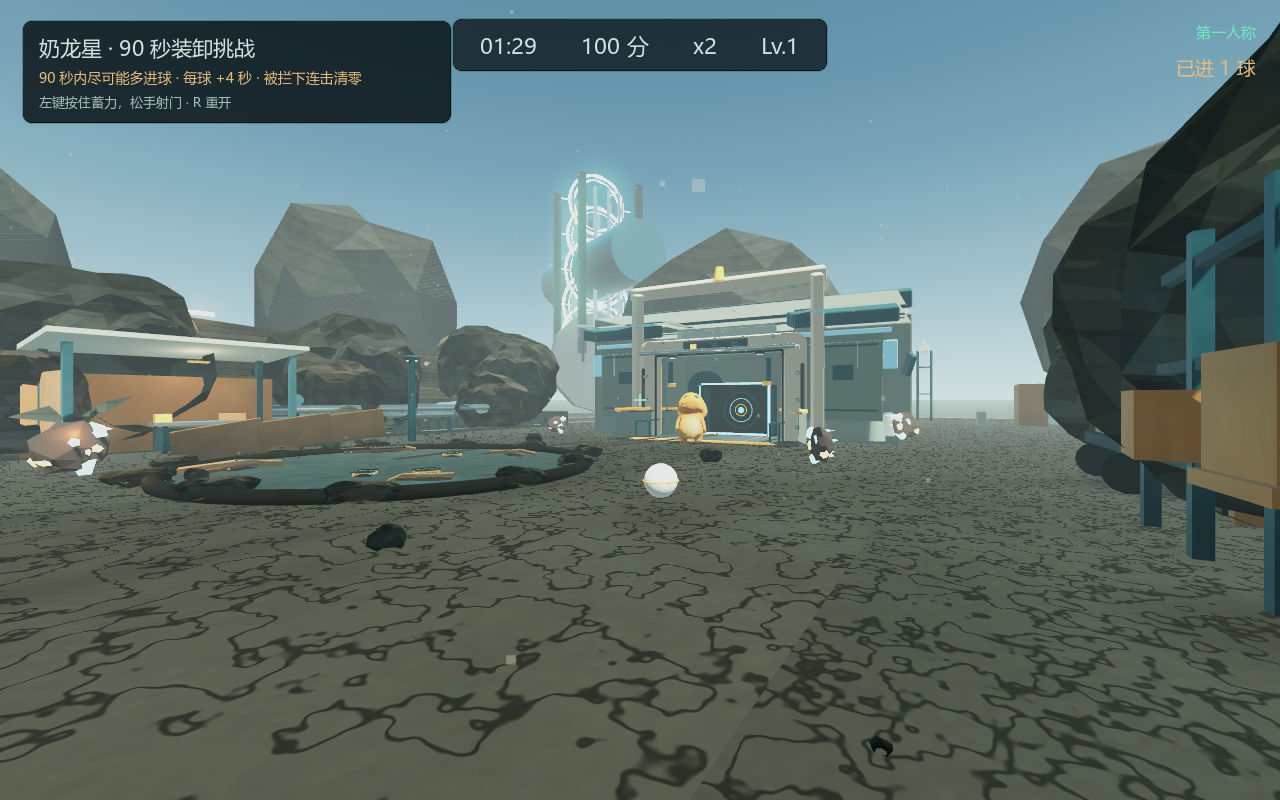 奶龙星 · 90 秒装卸挑战
90 秒内尽可能多进球 · 每球 +4 秒 · 被拦下连击清零
左键按住蓄力，松手射门 · R 重开
01:29 100 分 x2 Lv.1
第一人称
已进 1 球